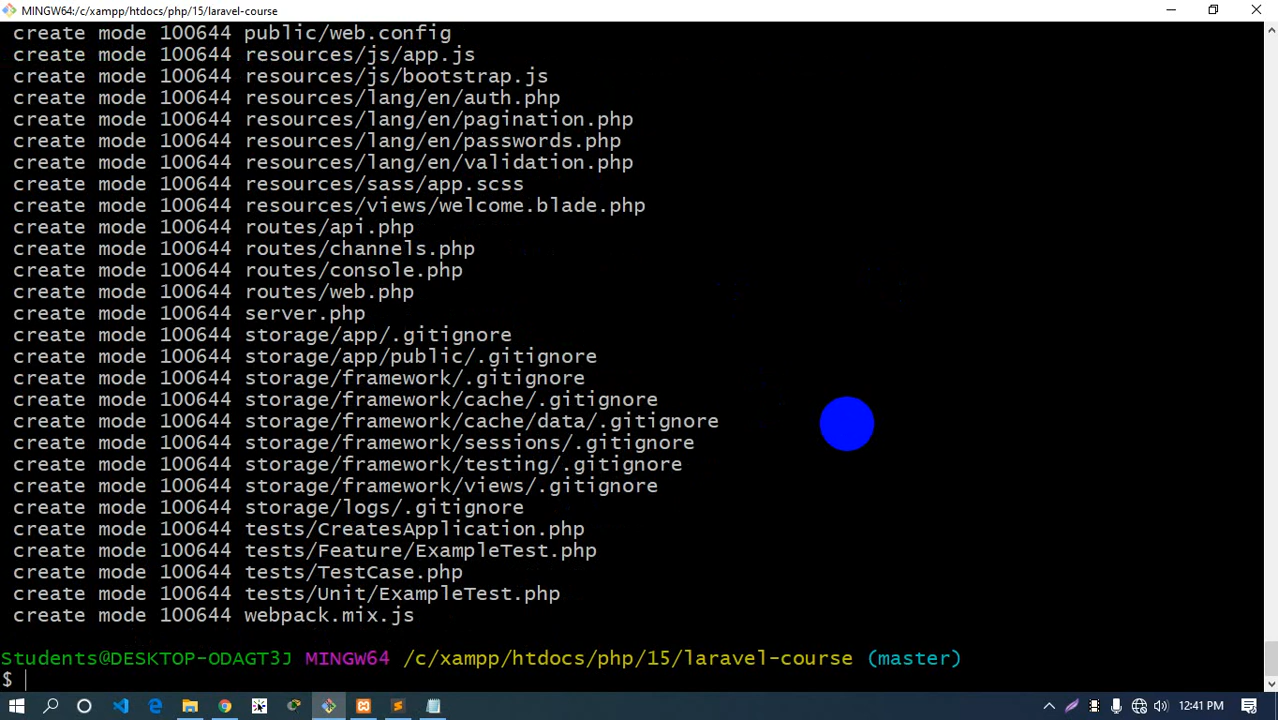 MINGW64:/c/xampp/htdocs/php/15/laravel-course
create mode 100644 public/web.config
create mode 100644 resources/js/app.js
create mode 100644 resources/js/bootstrap.js
create mode 100644 resources/lang/en/auth.php
create mode 100644 resources/lang/en/pagination.php
create mode 100644 resources/lang/en/passwords.php
create mode 100644 resources/lang/en/validation.php
create mode 100644 resources/sass/app.scss
create mode 100644 resources/views/welcome.blade.php
create mode 100644 routes/api.php
create mode 100644 routes/channels.php
create mode 100644 routes/console.php
create mode 100644 routes/web.php
create mode 100644 server.php
create mode 100644 storage/app/.gitignore
create mode 100644 storage/app/public/.gitignore
create mode 100644 storage/framework/.gitignore
create mode 100644 storage/framework/cache/.gitignore
create mode 100644 storage/framework/cache/data/.gitignore
create mode 100644 storage/framework/sessions/.gitignore
create mode 100644 storage/framework/testing/.gitignore
create mode 100644 storage/framework/views/.gitignore
create mode 100644 storage/logs/.gitignore
create mode 100644 tests/CreatesApplication.php
create mode 100644 tests/Feature/ExampleTest.php
create mode 100644 tests/TestCase.php
create mode 100644 tests/Unit/ExampleTest.php
create mode 100644 webpack.mix.js
Students@DESKTOP-ODAGT3J MINGW64 /c/xampp/htdocs/php/15/laravel-course (master)
$
12:41 PM